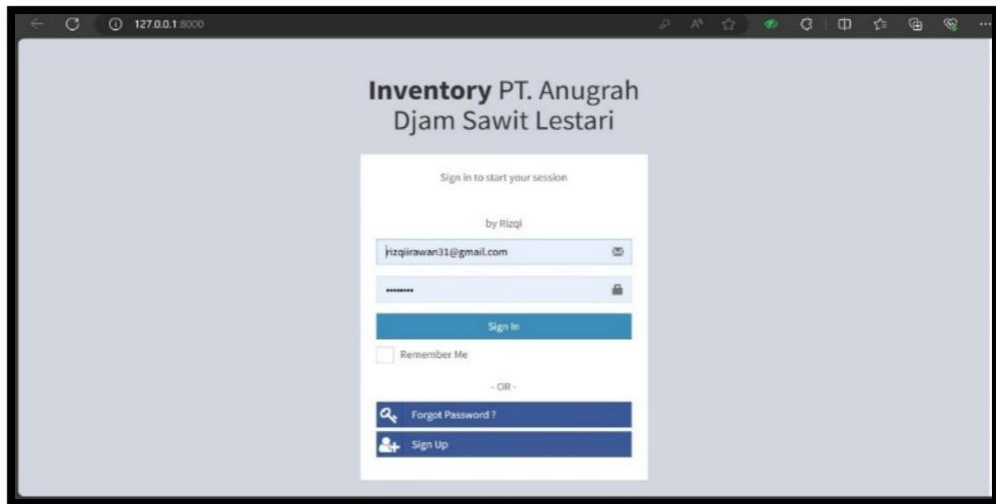 127.0.0.1:8000
Inventory PT. Anugrah
Djam Sawit Lestari
Sign in to start your session
by Rizqi
rizqiirawan31@gmail.com
••••••••
Sign In
Remember Me
- OR -
Forgot Password ?
Sign Up